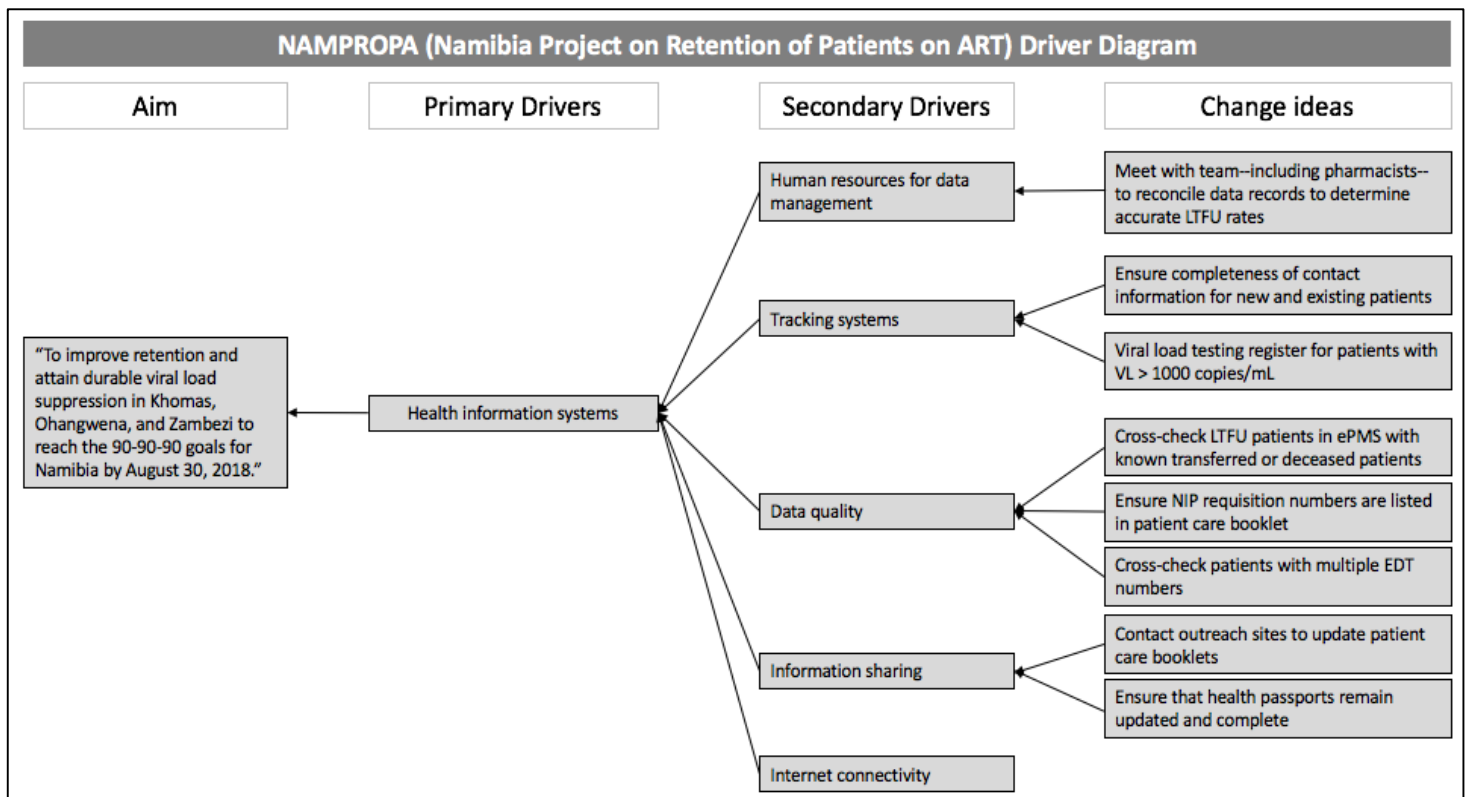 NAMPROPA (Namibia Project on Retention of Patients on ART) Driver Diagram
Aim
Primary Drivers
Secondary Drivers
Change ideas
“To improve retention and
attain durable viral load
suppression in Khomas,
Ohangwena, and Zambezi to
reach the 90-90-90 goals for
Namibia by August 30, 2018.”
Health information systems
Human resources for data
management
Tracking systems
Data quality
Information sharing
Internet connectivity
Meet with team--including pharmacists--
to reconcile data records to determine
accurate LTFU rates
Ensure completeness of contact
information for new and existing patients
Viral load testing register for patients with
VL > 1000 copies/mL
Cross-check LTFU patients in ePMS with
known transferred or deceased patients
Ensure NIP requisition numbers are listed
in patient care booklet
Cross-check patients with multiple EDT
numbers
Contact outreach sites to update patient
care booklets
Ensure that health passports remain
updated and complete